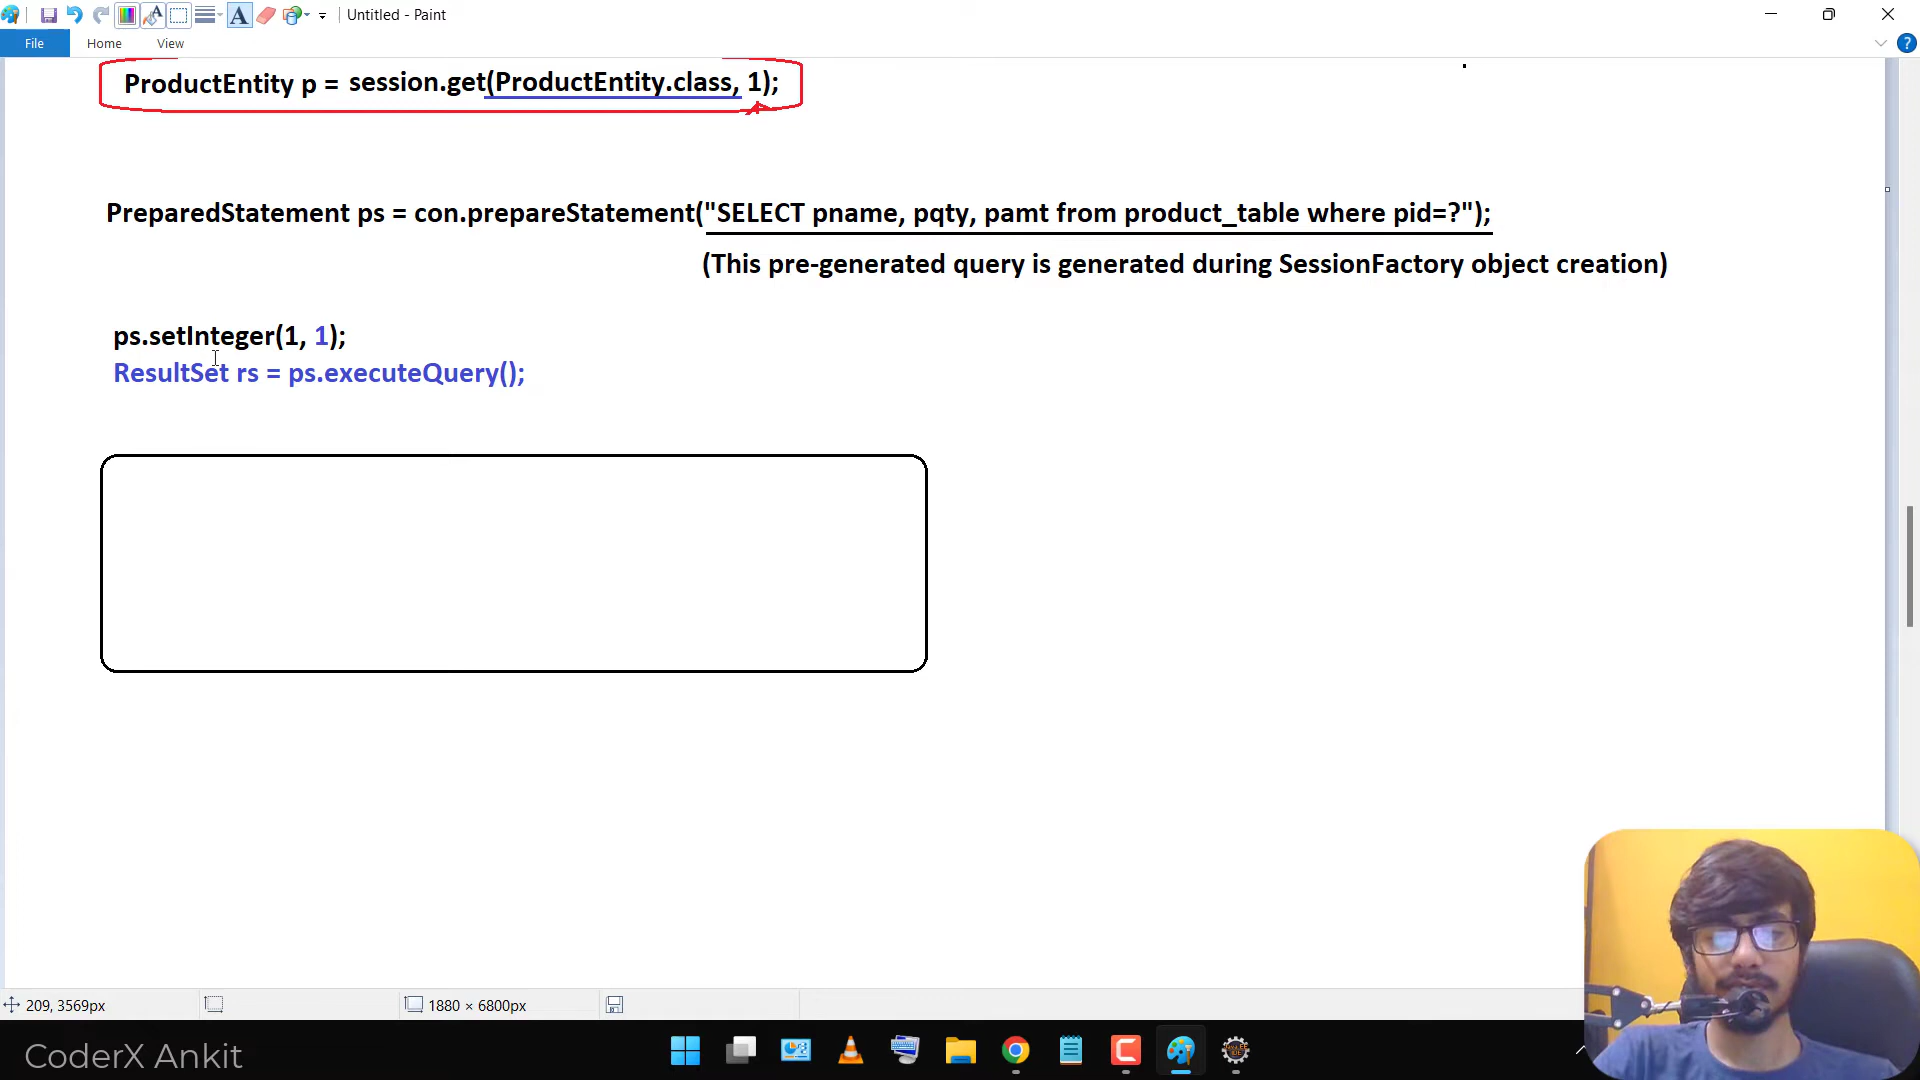 Untitled - Paint
File Home View
ProductEntity p = session.get(ProductEntity.class, 1);
PreparedStatement ps = con.prepareStatement("SELECT pname, pqty, pamt from product_table where pid=?");
(This pre-generated query is generated during SessionFactory object creation)
ps.setInteger(1, 1);
ResultSet rs = ps.executeQuery();
209, 3569px 1880 × 6800px
CoderX Ankit